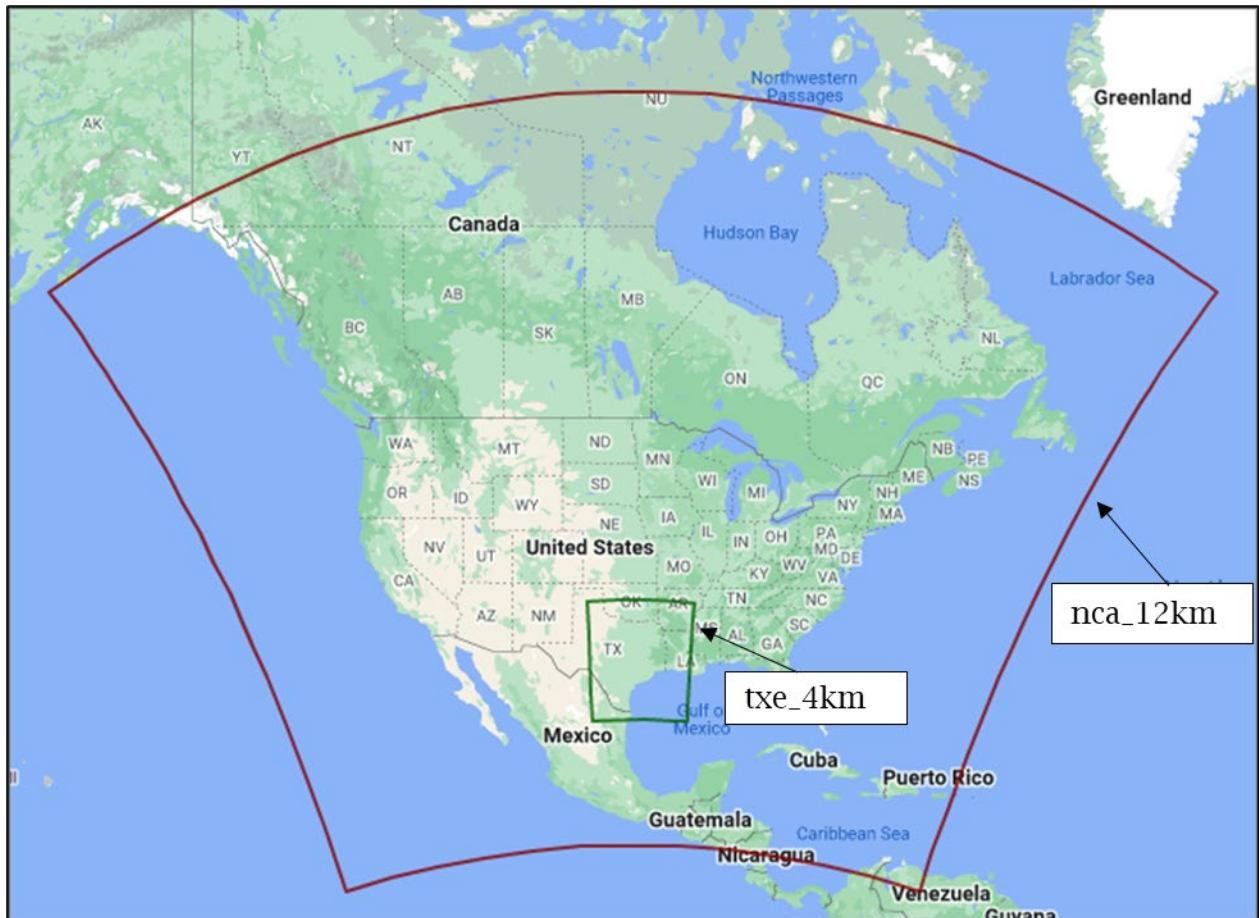 Northwestern
Passages
NU
Greenland
AK
NT
YT
Canada
Hudson Bay
Labrador Sea
AB
MB
BC
SK
NL
ON
QC
WA
MT
ND
MN
NB
PE
OR
ID
SD
WI
MI
ME
NS
WY
NY
NH
MA
NE
IA
IL
IN
OH
PA
MD
DE
NV
UT
United States
MO
KY
WV
VA
CA
AZ
NM
OK
AR
TN
NC
nca_12km
MS
AL
GA
SC
TX
LA
txe_4km
Gulf o
Mexico
Mexico
Cuba
Puerto Rico
Guatemala
Caribbean Sea
Nicaragua
Venezuela
Guyana